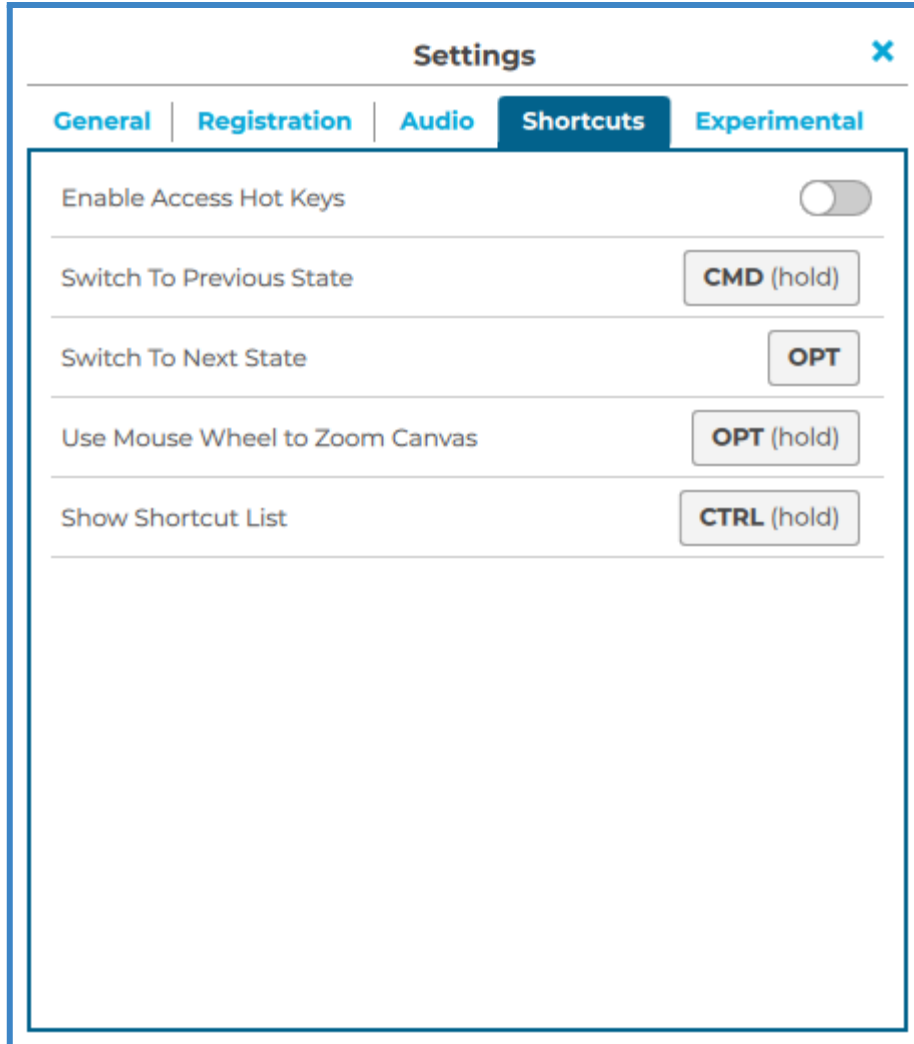 Settings
General Registration Audio Shortcuts Experimental
Enable Access Hot Keys
Switch To Previous State CMD (hold)
Switch To Next State OPT
Use Mouse Wheel to Zoom Canvas OPT (hold)
Show Shortcut List CTRL (hold)